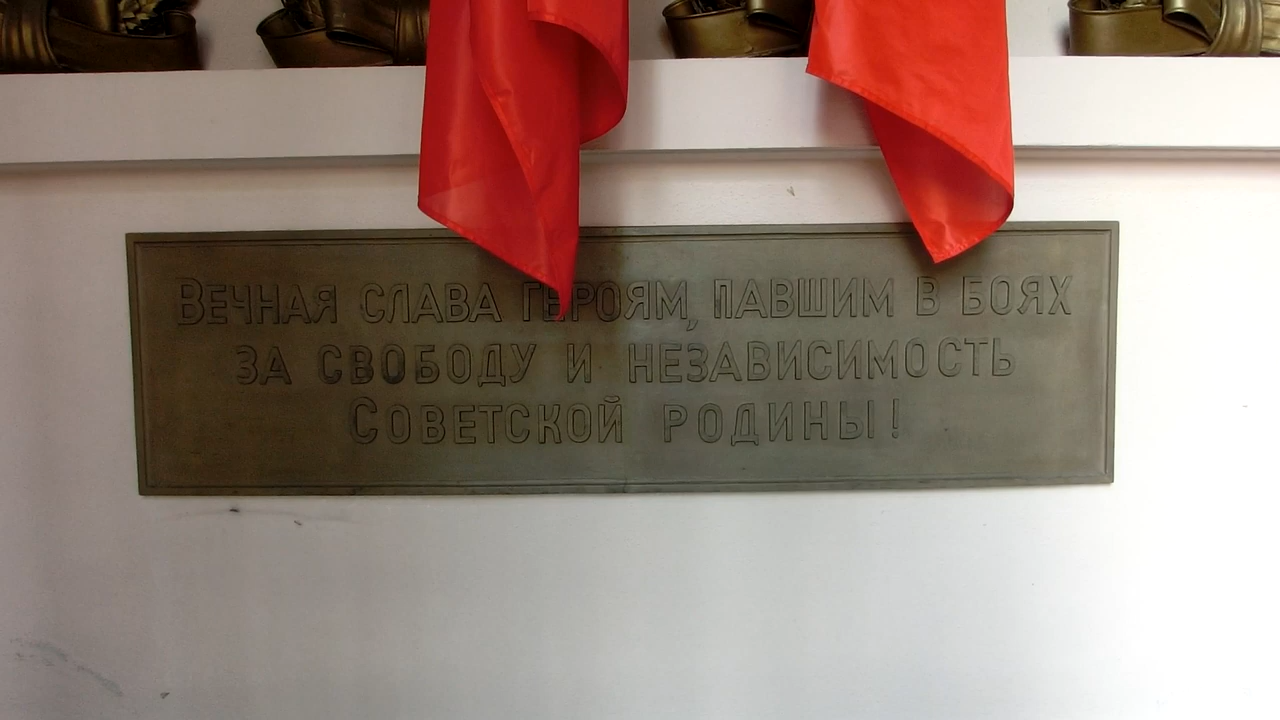 Вечная слава героям, павшим в боях
за свободу и независимость
Советской родины!